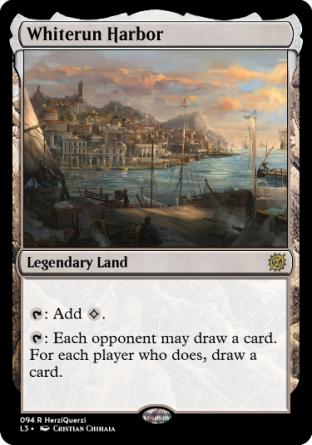 Whiterun Harbor
Legendary Land
: Add .
: Each opponent may draw a card.
For each player who does, draw a
card.
094 R HerziQuerzi
L3 • Cristian Chihaia